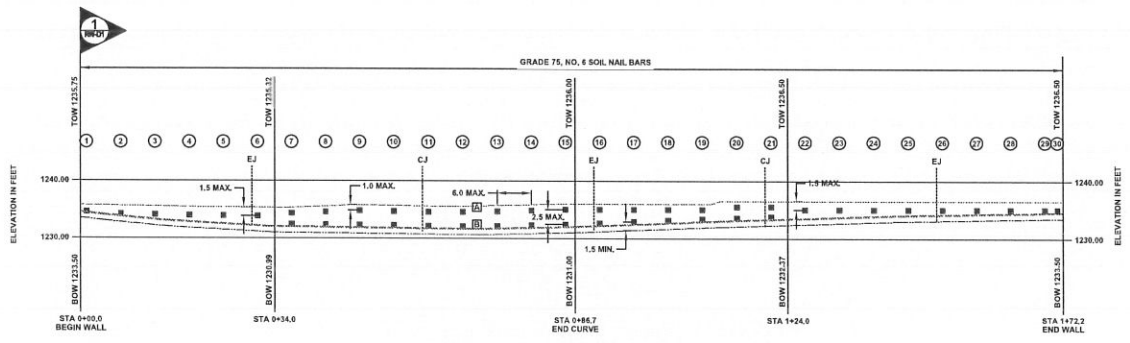 1
RW-D1
GRADE 75, NO. 6 SOIL NAIL BARS
TOW 1235.75
TOW 1235.32
TOW 1236.00
TOW 1236.50
TOW 1236.50
1 2 3 4 5 6 7 8 9 10 11 12 13 14 15 16 17 18 19 20 21 22 23 24 25 26 27 28 29 30
EJ
CJ
EJ
CJ
EJ
1240.00
1.5 MAX.
1.0 MAX.
6.0 MAX.
1.5 MAX.
1240.00
ELEVATION IN FEET
A
2.5 MAX.
B
ELEVATION IN FEET
1230.00
1.5 MIN.
1230.00
BOW 1233.50
BOW 1230.99
BOW 1231.00
BOW 1232.37
BOW 1233.50
STA 0+00.0
BEGIN WALL
STA 0+34.0
STA 0+86.7
END CURVE
STA 1+24.0
STA 1+72.2
END WALL